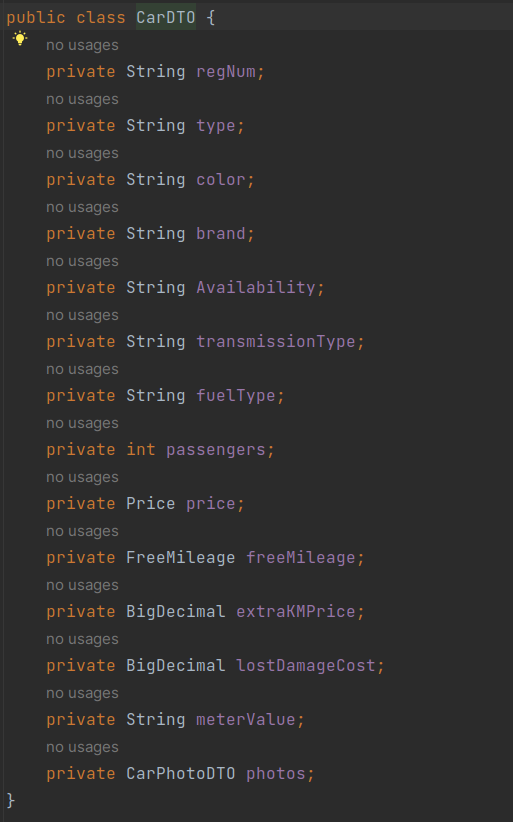 public class CarDTO {
no usages
private String regNum;
no usages
private String type;
no usages
private String color;
no usages
private String brand;
no usages
private String Availability;
no usages
private String transmissionType;
no usages
private String fuelType;
no usages
private int passengers;
no usages
private Price price;
no usages
private FreeMileage freeMileage;
no usages
private BigDecimal extraKMPrice;
no usages
private BigDecimal lostDamageCost;
no usages
private String meterValue;
no usages
private CarPhotoDTO photos;
}